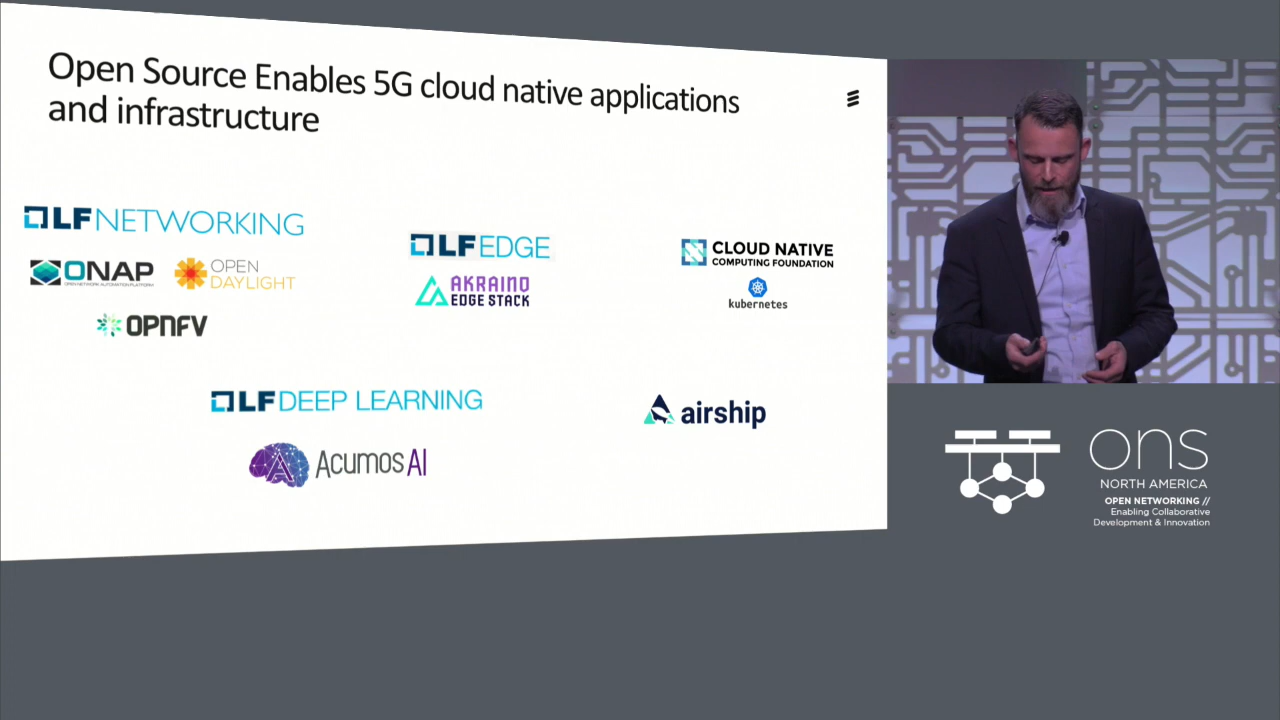 Open Source Enables 5G cloud native applications
and infrastructure
LF NETWORKING
ONAP
OPEN NETWORK AUTOMATION PLATFORM
OPEN
DAYLIGHT
OPNFV
LF EDGE
AKRAINO
EDGE STACK
CLOUD NATIVE
COMPUTING FOUNDATION
kubernetes
LF DEEP LEARNING
Acumos AI
airship
ons
NORTH AMERICA
OPEN NETWORKING //
Enabling Collaborative
Development & Innovation